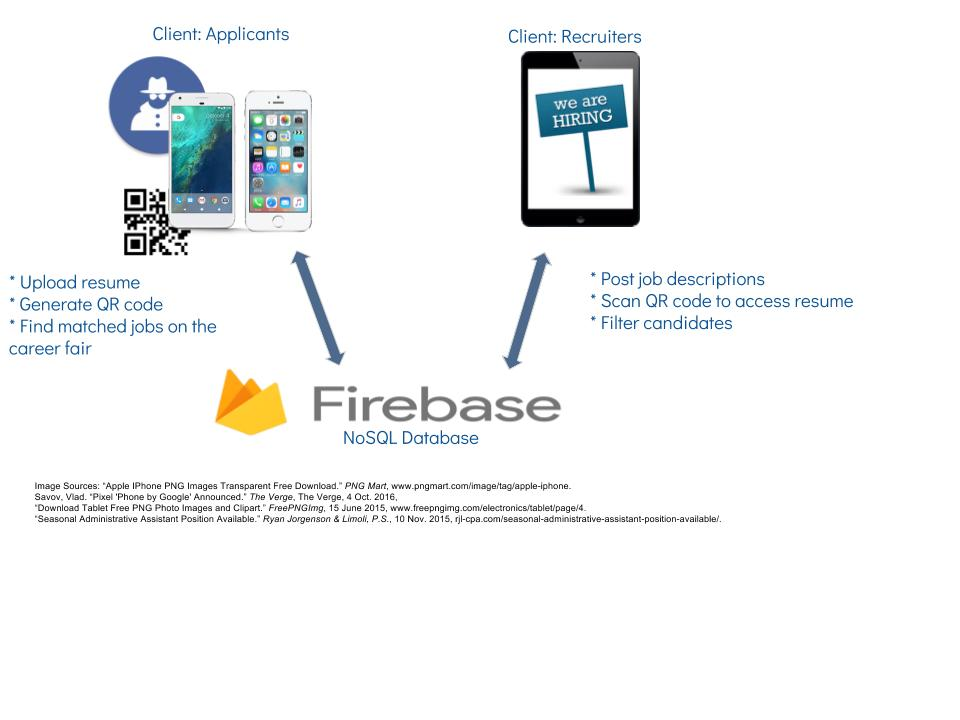 Client: Applicants
Client: Recruiters
we are
HIRING
* Upload resume
* Generate QR code
* Find matched jobs on the
career fair
* Post job descriptions
* Scan QR code to access resume
* Filter candidates
Firebase
NoSQL Database
Image Sources: “Apple IPhone PNG Images Transparent Free Download.” PNG Mart, www.pngmart.com/image/tag/apple-iphone.
Savov, Vlad. “Pixel 'Phone by Google' Announced.” The Verge, The Verge, 4 Oct. 2016,
“Download Tablet Free PNG Photo Images and Clipart.” FreePNGImg, 15 June 2015, www.freepngimg.com/electronics/tablet/page/4.
“Seasonal Administrative Assistant Position Available.” Ryan Jorgenson & Limoli, P.S., 10 Nov. 2015, rjl-cpa.com/seasonal-administrative-assistant-position-available/.